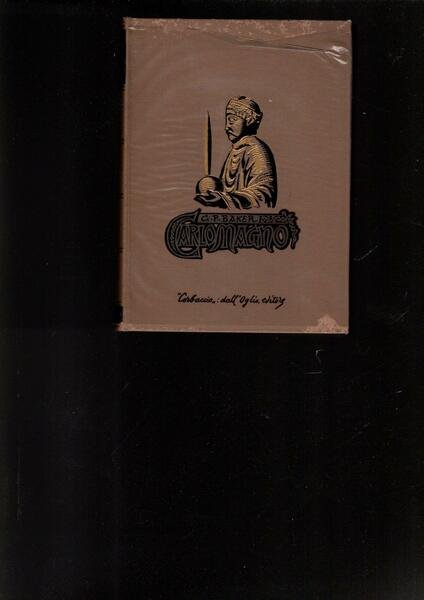 G. P. BAKER
CARLOMAGNO
"Corbaccio„: dall'Oglio, editore